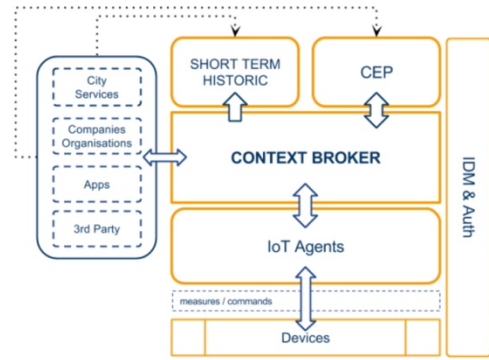 City
Services
Companies
Organisations
Apps
3rd Party
SHORT TERM
HISTORIC
CEP
CONTEXT BROKER
IoT Agents
measures / commands
Devices
IDM & Auth